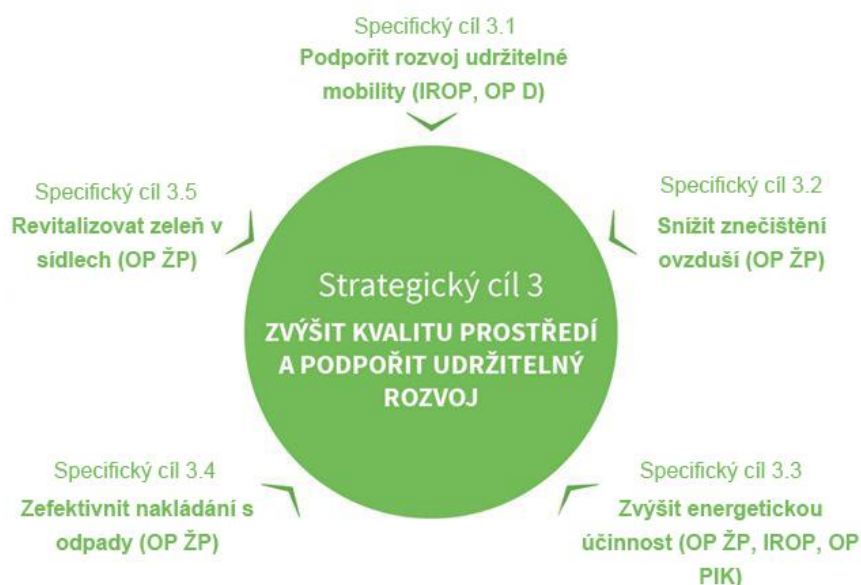 Specifický cíl 3.1
Podpořit rozvoj udržitelné
mobility (IROP, OP D)
Specifický cíl 3.5
Revitalizovat zeleň v
sídlech (OP ŽP)
Specifický cíl 3.2
Snížit znečištění
ovzduší (OP ŽP)
Strategický cíl 3
ZVÝŠIT KVALITU PROSTŘEDÍ
A PODPOŘIT UDRŽITELNÝ
ROZVOJ
Specifický cíl 3.4
Zefektivnit nakládání s
odpady (OP ŽP)
Specifický cíl 3.3
Zvýšit energetickou
účinnost (OP ŽP, IROP, OP
PIK)